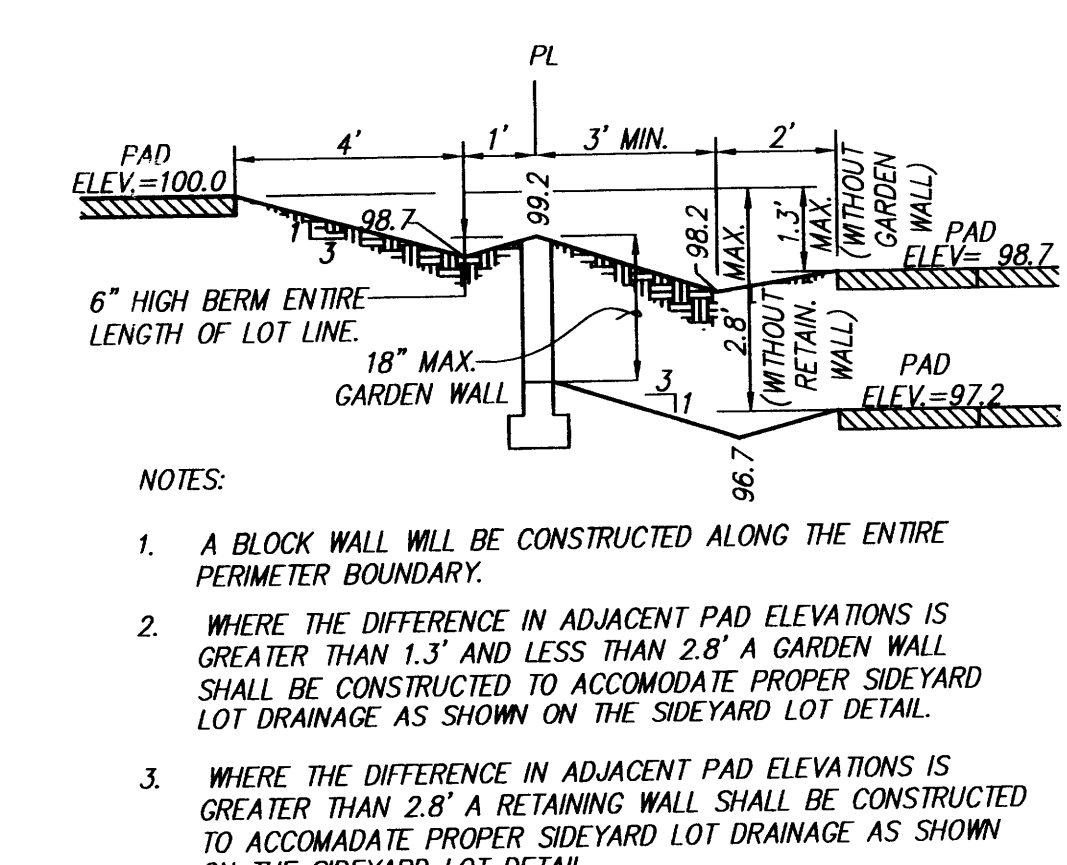 PL
4'
1'
3' MIN.
2'
PAD
ELEV.=100.0
98.7
99.2
98.2
2.8' MAX.
(WITHOUT
RETAIN.
WALL)
1.3' MAX.
(WITHOUT
GARDEN
WALL)
PAD
ELEV= 98.7
1
3
6" HIGH BERM ENTIRE
LENGTH OF LOT LINE.
18" MAX.
GARDEN WALL
3
1
PAD
ELEV.=97.2
96.7
NOTES:
1. A BLOCK WALL WILL BE CONSTRUCTED ALONG THE ENTIRE
PERIMETER BOUNDARY.
2. WHERE THE DIFFERENCE IN ADJACENT PAD ELEVATIONS IS
GREATER THAN 1.3' AND LESS THAN 2.8' A GARDEN WALL
SHALL BE CONSTRUCTED TO ACCOMODATE PROPER SIDEYARD
LOT DRAINAGE AS SHOWN ON THE SIDEYARD LOT DETAIL.
3. WHERE THE DIFFERENCE IN ADJACENT PAD ELEVATIONS IS
GREATER THAN 2.8' A RETAINING WALL SHALL BE CONSTRUCTED
TO ACCOMADATE PROPER SIDEYARD LOT DRAINAGE AS SHOWN
ON THE SIDEYARD LOT DETAIL